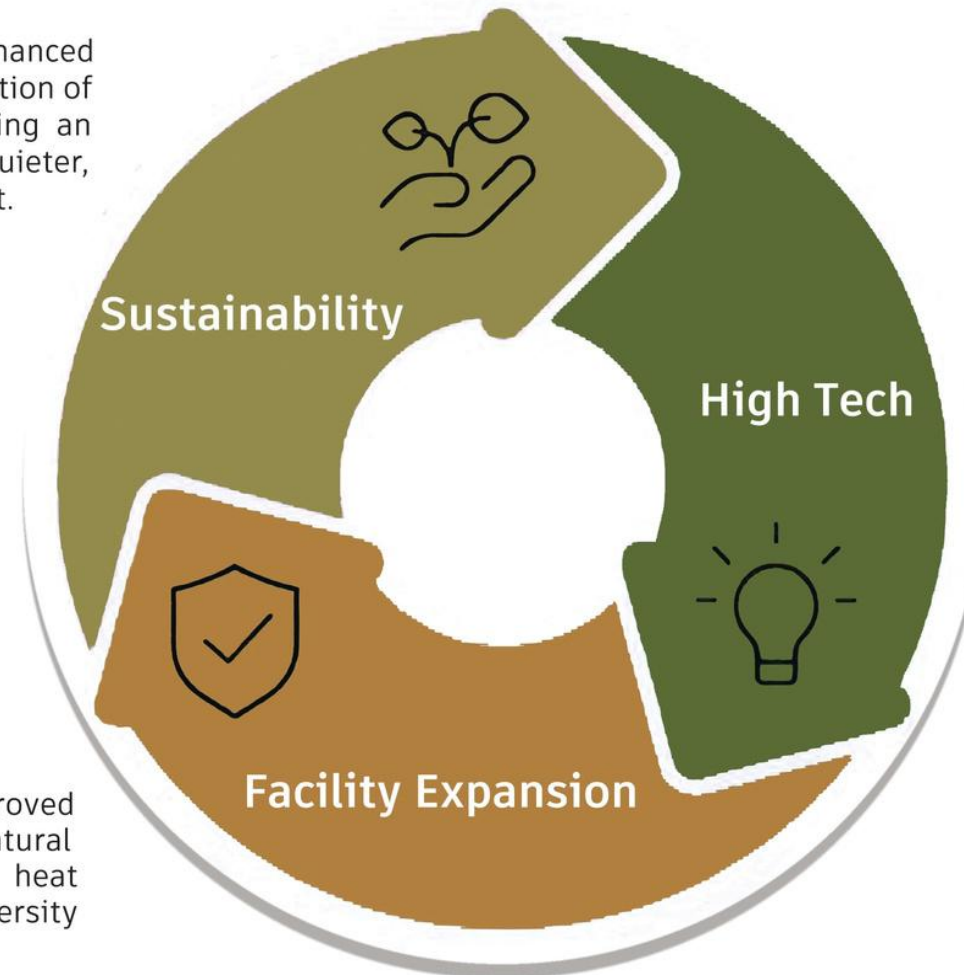 hanced
tion of
ing an
uieter,
t.
Sustainability
High Tech
Facility Expansion
roved
tural
heat
ersity